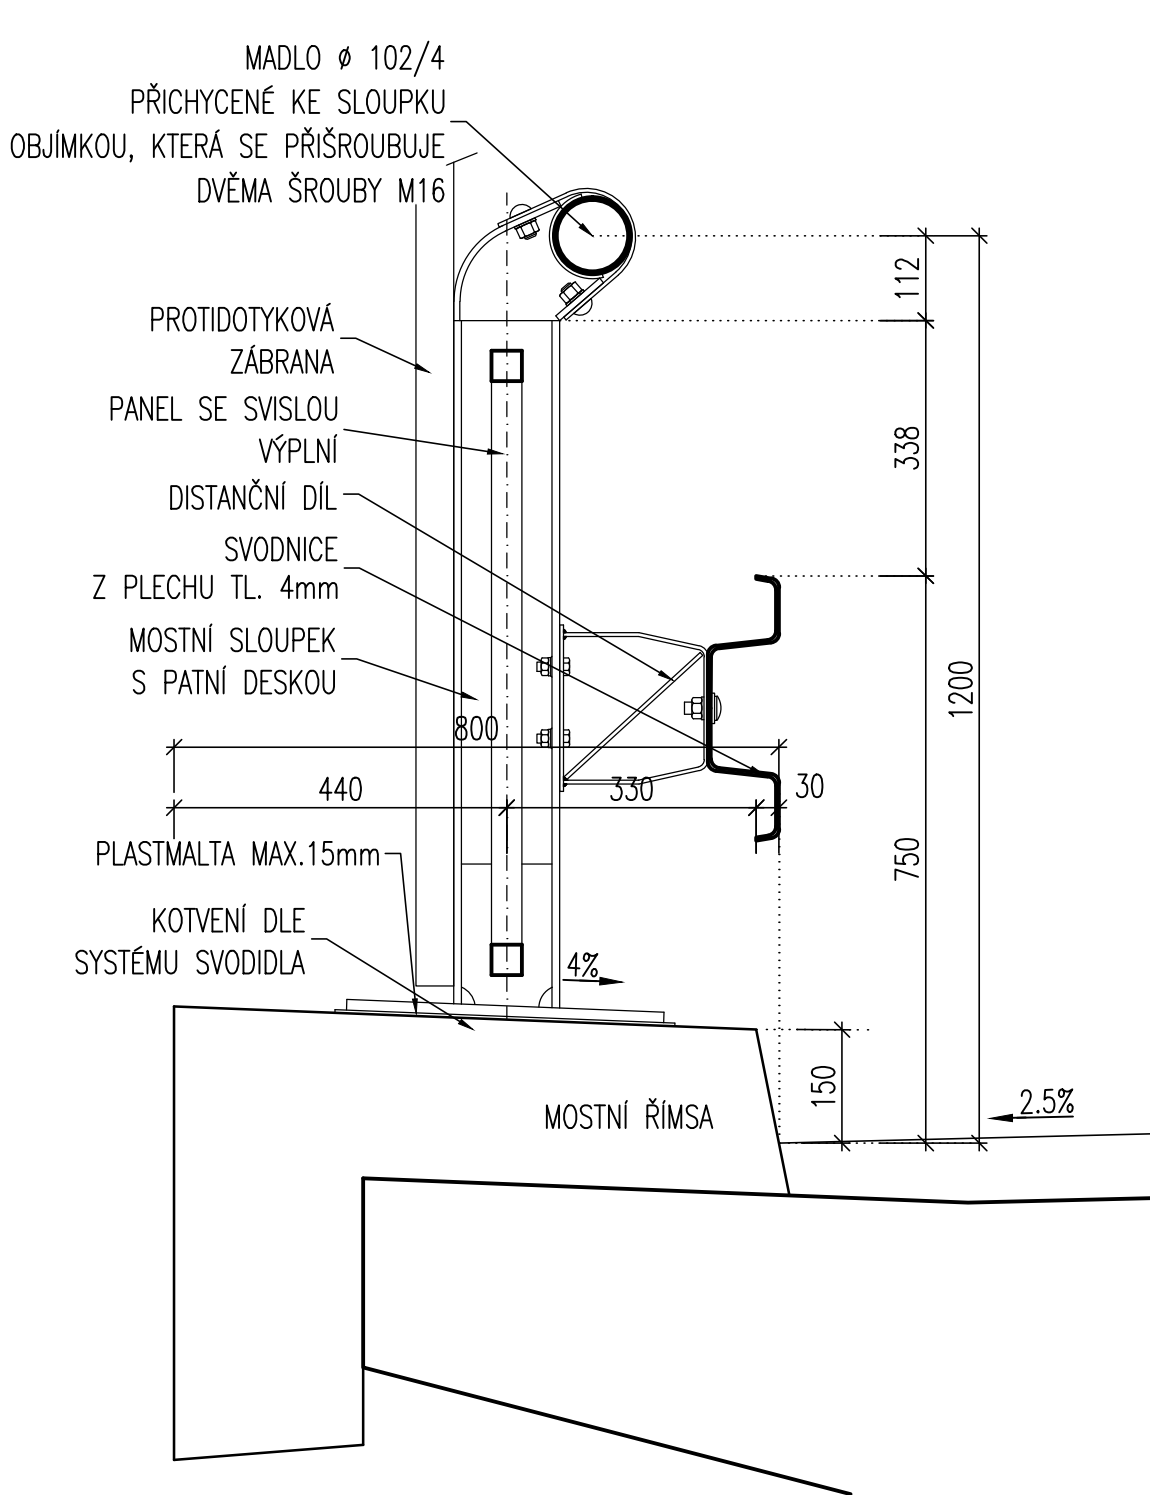 MADLO ø 102/4
PŘICHYCENÉ KE SLOUPKU
OBJÍMKOU, KTERÁ SE PŘIŠROUBUJE
DVĚMA ŠROUBY M16
112
PROTIDOTYKOVÁ
ZÁBRANA
PANEL SE SVISLOU
VÝPLNÍ
338
DISTANČNÍ DÍL
SVODNICE
Z PLECHU TL. 4mm
MOSTNÍ SLOUPEK
S PATNÍ DESKOU
1200
800
440
330
30
PLASTMALTA MAX.15mm
750
KOTVENÍ DLE
SYSTÉMU SVODIDLA
4%
150
2.5%
MOSTNÍ ŘÍMSA